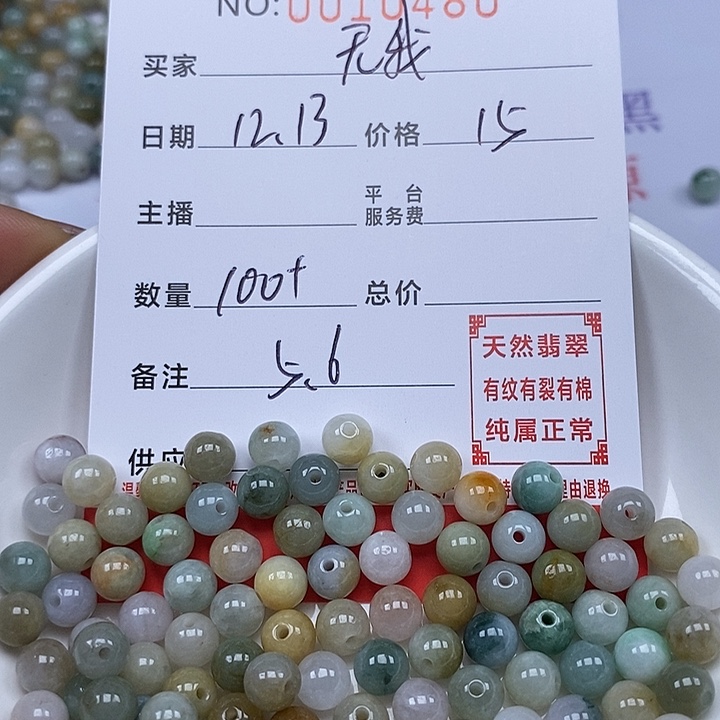 NO:0010480
买家 无我
日期 12.13 价格 15
主播 平台服务费
数量 100+ 总价
备注 5.6
天然翡翠
有纹有裂有棉
纯属正常
供应